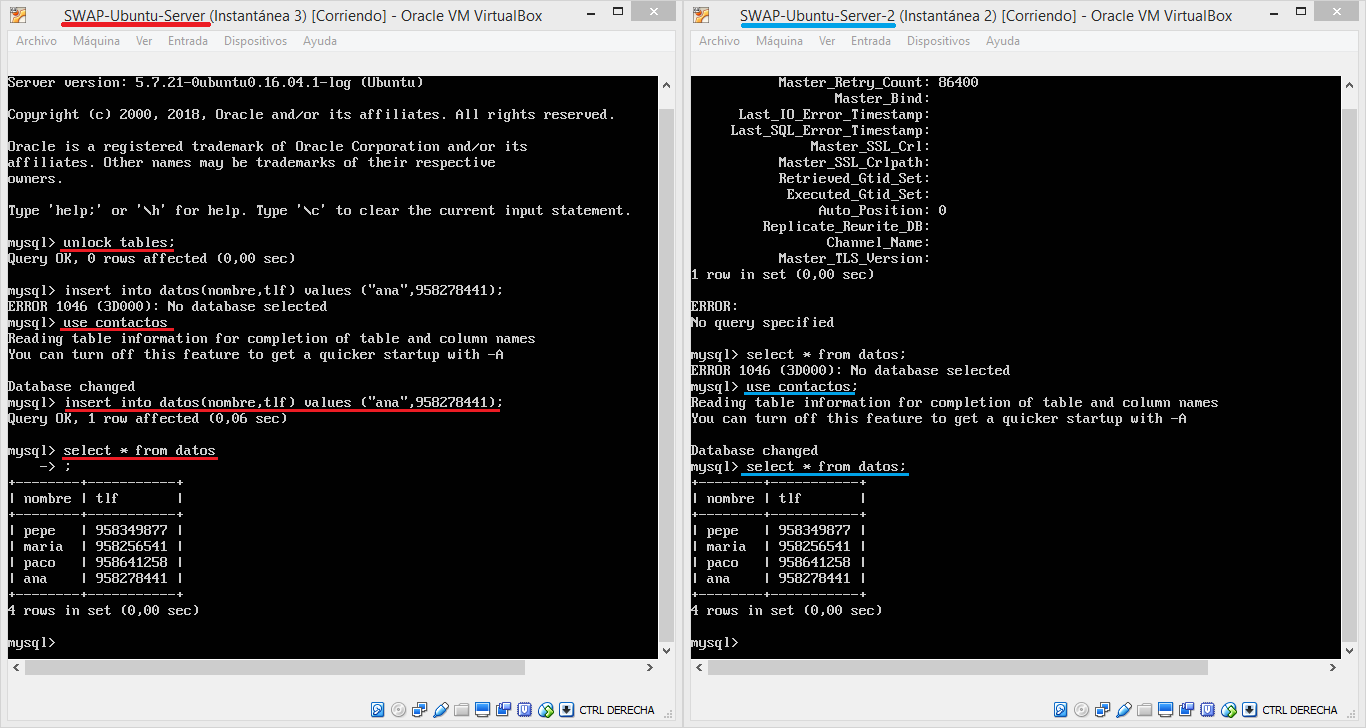 SWAP-Ubuntu-Server (Instantánea 3) [Corriendo] - Oracle VM VirtualBox
Archivo Máquina Ver Entrada Dispositivos Ayuda
Server version: 5.7.21-0ubuntu0.16.04.1-log (Ubuntu)
Copyright (c) 2000, 2018, Oracle and/or its affiliates. All rights reserved.
Oracle is a registered trademark of Oracle Corporation and/or its
affiliates. Other names may be trademarks of their respective
owners.
Type 'help;' or '\h' for help. Type '\c' to clear the current input statement.
mysql> unlock tables;
Query OK, 0 rows affected (0,00 sec)
mysql> insert into datos(nombre,tlf) values ("ana",958278441);
ERROR 1046 (3D000): No database selected
mysql> use contactos
Reading table information for completion of table and column names
You can turn off this feature to get a quicker startup with -A
Database changed
mysql> insert into datos(nombre,tlf) values ("ana",958278441);
Query OK, 1 row affected (0,06 sec)
mysql> select * from datos
    -> ;
+--------+-----------+
| nombre | tlf       |
+--------+-----------+
| pepe   | 958349877 |
| maria  | 958256541 |
| paco   | 958641258 |
| ana    | 958278441 |
+--------+-----------+
4 rows in set (0,00 sec)
mysql>
CTRL DERECHA
SWAP-Ubuntu-Server-2 (Instantánea 2) [Corriendo] - Oracle VM VirtualBox
Archivo Máquina Ver Entrada Dispositivos Ayuda
Master_Retry_Count: 86400
Master_Bind:
Last_IO_Error_Timestamp:
Last_SQL_Error_Timestamp:
Master_SSL_Crl:
Master_SSL_Crlpath:
Retrieved_Gtid_Set:
Executed_Gtid_Set:
Auto_Position: 0
Replicate_Rewrite_DB:
Channel_Name:
Master_TLS_Version:
1 row in set (0,00 sec)
ERROR:
No query specified
mysql> select * from datos;
ERROR 1046 (3D000): No database selected
mysql> use contactos;
Reading table information for completion of table and column names
You can turn off this feature to get a quicker startup with -A
Database changed
mysql> select * from datos;
+--------+-----------+
| nombre | tlf       |
+--------+-----------+
| pepe   | 958349877 |
| maria  | 958256541 |
| paco   | 958641258 |
| ana    | 958278441 |
+--------+-----------+
4 rows in set (0,00 sec)
mysql>
CTRL DERECHA